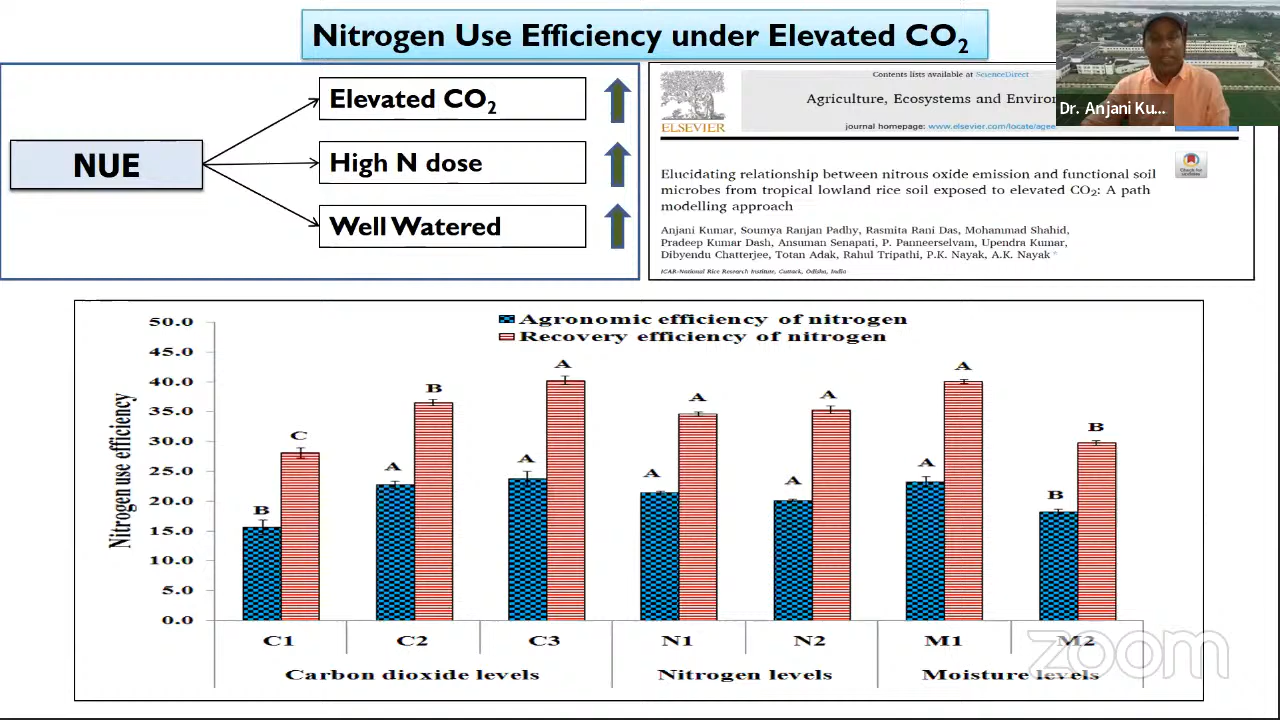 Nitrogen Use Efficiency under Elevated CO₂
NUE
Elevated CO₂
High N dose
Well Watered
ELSEVIER
Contents lists available at ScienceDirect
Agriculture, Ecosystems and Environ
journal homepage: www.elsevier.com/locate/agee
Check for updates
Elucidating relationship between nitrous oxide emission and functional soil
microbes from tropical lowland rice soil exposed to elevated CO₂: A path
modelling approach
Anjani Kumar, Soumya Ranjan Padhy, Rasmita Rani Das, Mohammad Shahid,
Pradeep Kumar Dash, Ansuman Senapati, P. Panneerselvam, Upendra Kumar,
Dibyendu Chatterjee, Totan Adak, Rahul Tripathi, P.K. Nayak, A.K. Nayak *
ICAR-National Rice Research Institute, Cuttack, Odisha, India
Dr. Anjani Ku...
Agronomic efficiency of nitrogen
Recovery efficiency of nitrogen
Nitrogen use efficiency
50.0
45.0
40.0
35.0
30.0
25.0
20.0
15.0
10.0
5.0
0.0
B C A B A A A A A A A A B B
C1 C2 C3 N1 N2 M1 M2
Carbon dioxide levels Nitrogen levels Moisture levels
zoom